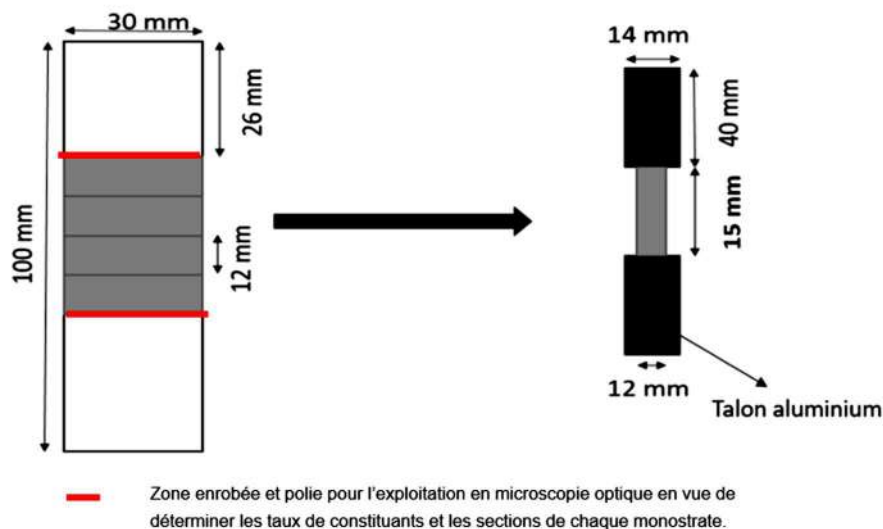 30 mm
26 mm
100 mm
12 mm
14 mm
40 mm
15 mm
12 mm
Talon aluminium
Zone enrobée et polie pour l'exploitation en microscopie optique en vue de
déterminer les taux de constituants et les sections de chaque monostrate.